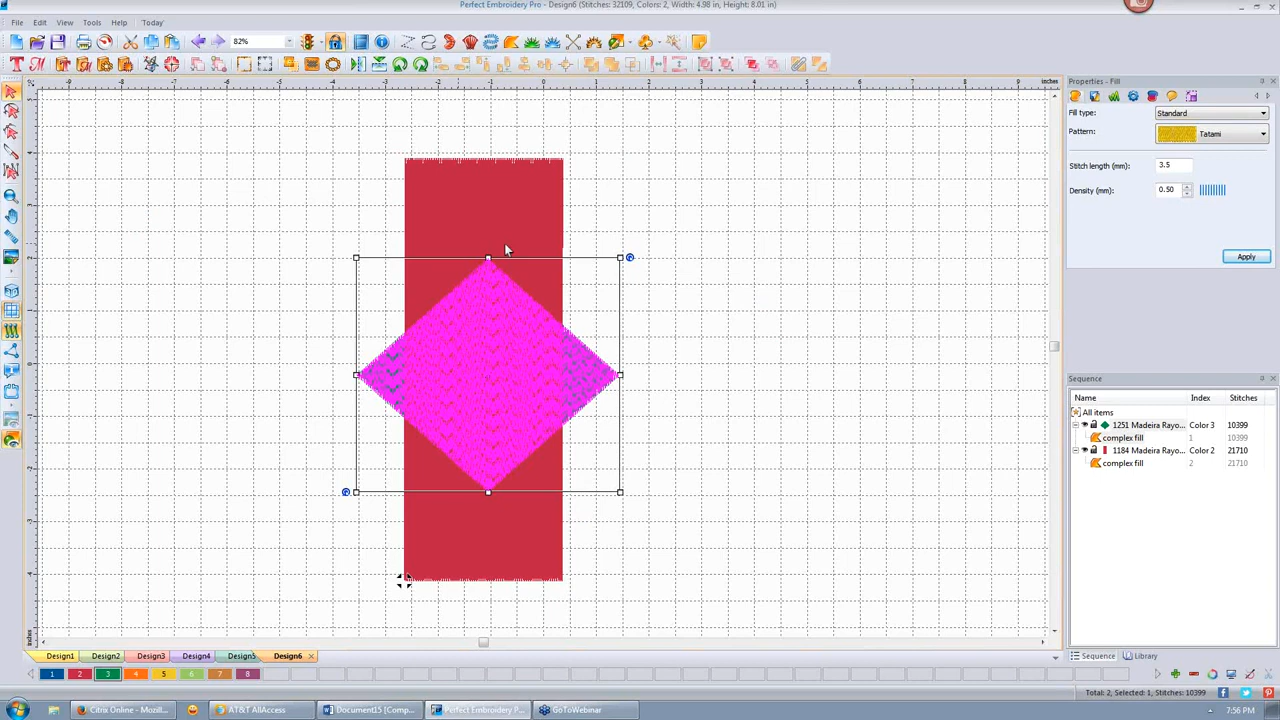 Perfect Embroidery Pro - Design6 (Stitches: 32109, Colors: 2, Width: 4.98 in, Height: 8.01 in)
File Edit View Tools Help Today
82%
inches
Properties - Fill
Fill type: Standard
Pattern: Tatami
Stitch length (mm): 3.5
Density (mm): 0.50
Apply
Sequence
Name Index Stitches
All items
1251 Madeira Rayo... Color 3 10399
complex fill 1 10399
1184 Madeira Rayo... Color 2 21710
complex fill 2 21710
Design1 Design2 Design3 Design4 Design5 Design6
Sequence Library
1 2 3 4 5 6 7 8
Total: 2, Selected: 1, Stitches: 10399
Citrix Online - Mozill... AT&T AllAccess Document15 [Comp... Perfect Embroidery P... GoToWebinar 7:56 PM